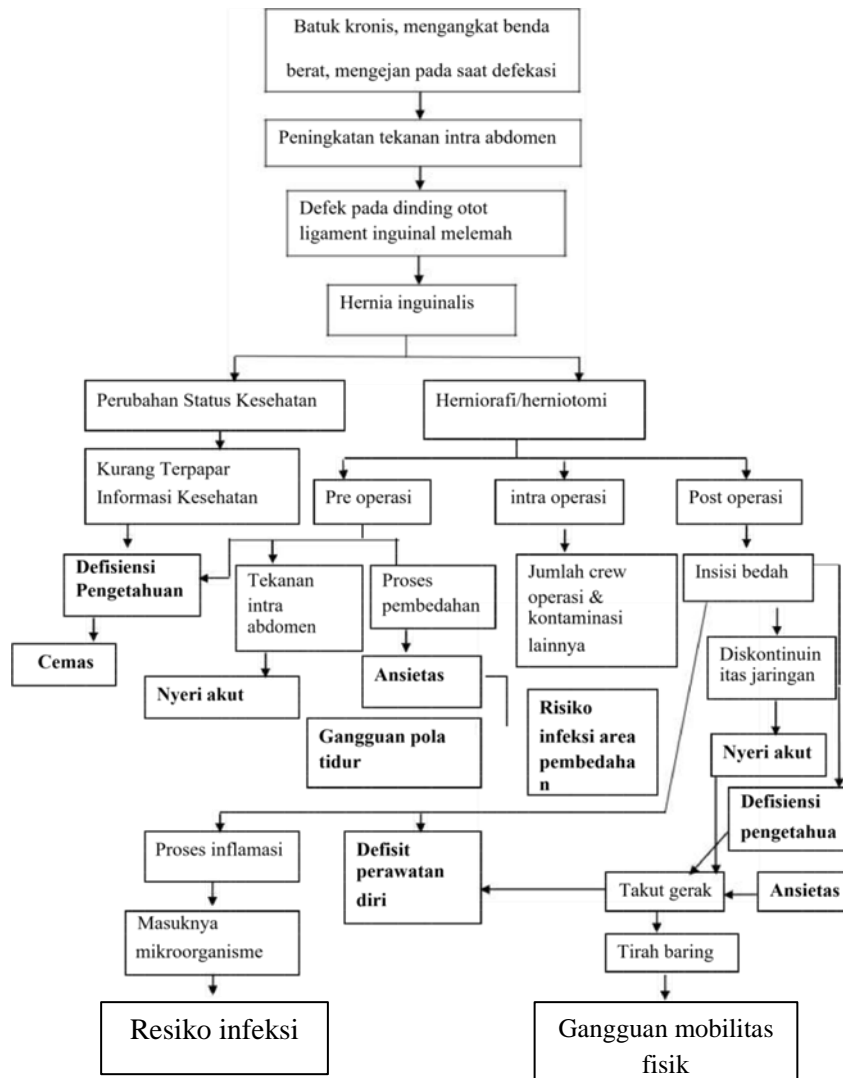 Batuk kronis, mengangkat benda
berat, mengejan pada saat defekasi
Peningkatan tekanan intra abdomen
Defek pada dinding otot
ligament inguinal melemah
Hernia inguinalis
Perubahan Status Kesehatan
Herniorafi/herniotomi
Kurang Terpapar
Informasi Kesehatan
Pre operasi
intra operasi
Post operasi
Defisiensi
Pengetahuan
Tekanan
intra
abdomen
Proses
pembedahan
Jumlah crew
operasi &
kontaminasi
lainnya
Insisi bedah
Cemas
Nyeri akut
Ansietas
Diskontinuin
itas jaringan
Gangguan pola
tidur
Risiko
infeksi area
pembedaha
n
Nyeri akut
Defisiensi
pengetahua
Proses inflamasi
Defisit
perawatan
diri
Takut gerak
Ansietas
Masuknya
mikroorganisme
Tirah baring
Resiko infeksi
Gangguan mobilitas
fisik